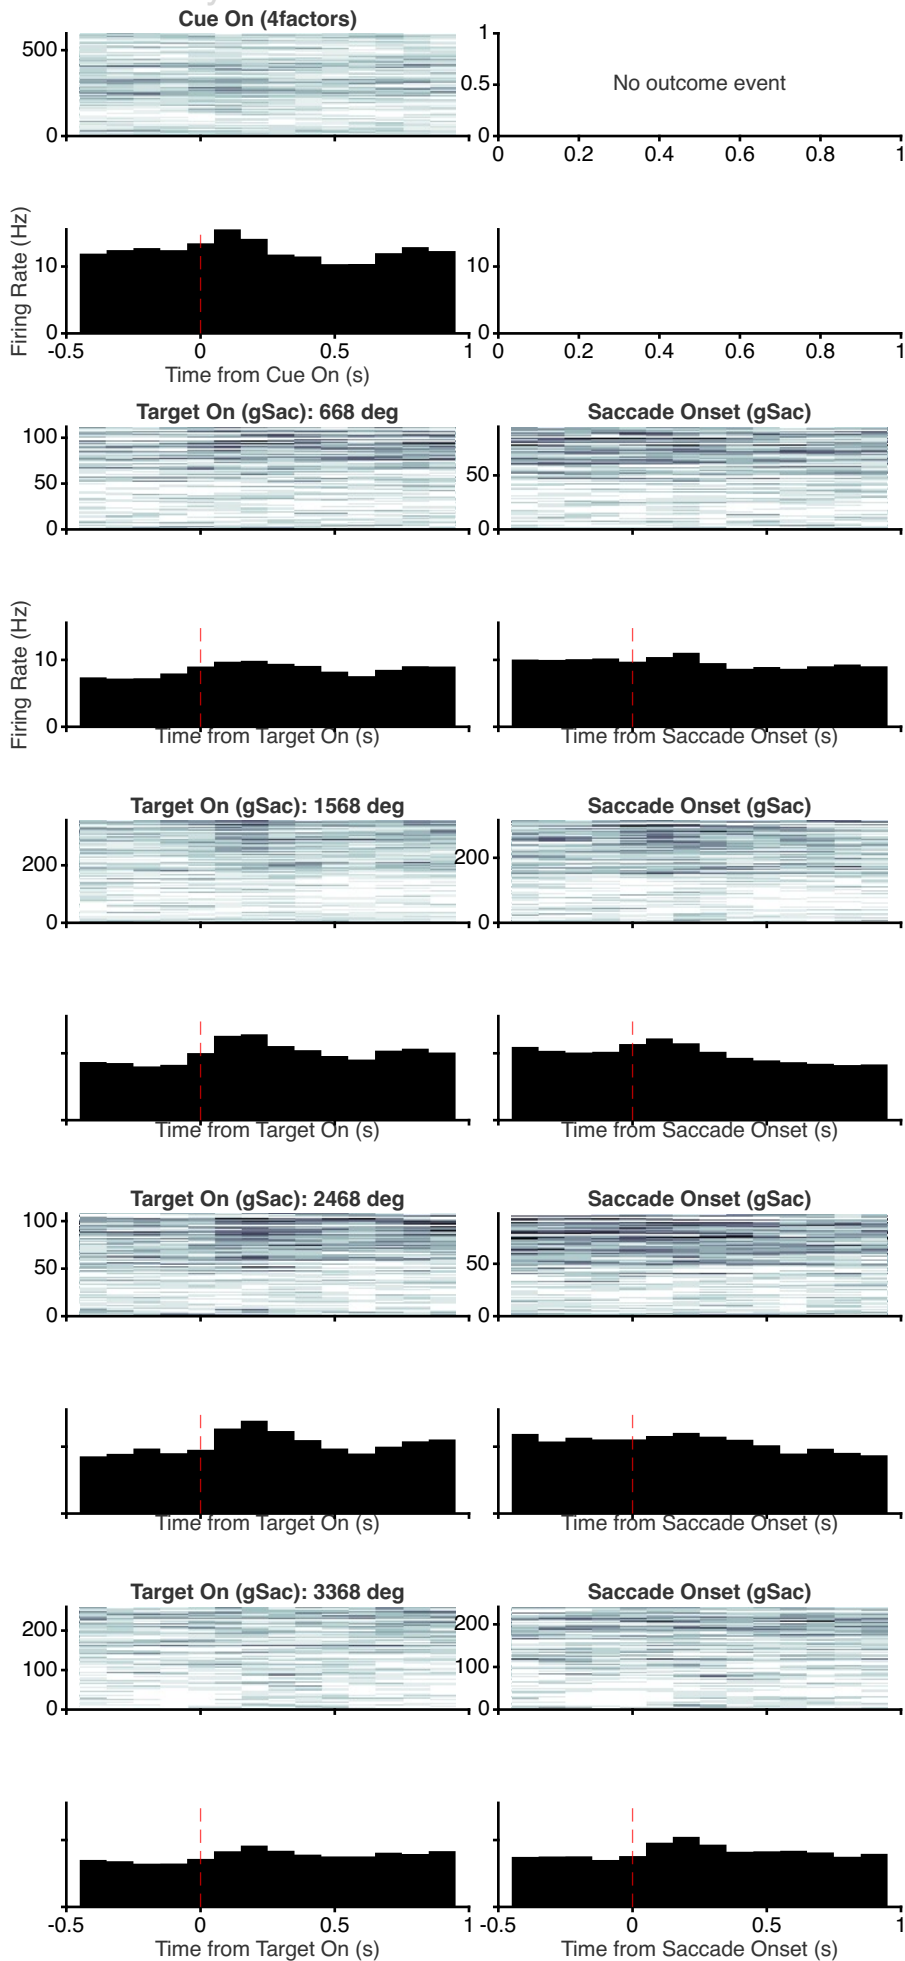 Cue On (4factors)
500
0
1
0.5
0
No outcome event
0 0.2 0.4 0.6 0.8 1
Firing Rate (Hz)
10
0
-0.5 0 0.5 1
Time from Cue On (s)
10
0
0 0.2 0.4 0.6 0.8 1
Target On (gSac): 668 deg
100
50
0
Saccade Onset (gSac)
50
0
Firing Rate (Hz)
10
0
Time from Target On (s)
Time from Saccade Onset (s)
Target On (gSac): 1568 deg
200
0
Saccade Onset (gSac)
200
0
Time from Target On (s)
Time from Saccade Onset (s)
Target On (gSac): 2468 deg
100
50
0
Saccade Onset (gSac)
50
0
Time from Target On (s)
Time from Saccade Onset (s)
Target On (gSac): 3368 deg
200
100
0
Saccade Onset (gSac)
200
100
0
-0.5 0 0.5 1
Time from Target On (s)
-0.5 0 0.5 1
Time from Saccade Onset (s)